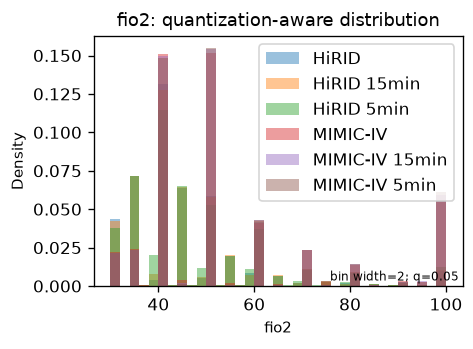 fio2: quantization-aware distribution
Density
0.150
0.125
0.100
0.075
0.050
0.025
0.000
HiRID
HiRID 15min
HiRID 5min
MIMIC-IV
MIMIC-IV 15min
MIMIC-IV 5min
bin width=2; q=0.05
40
60
80
100
fio2